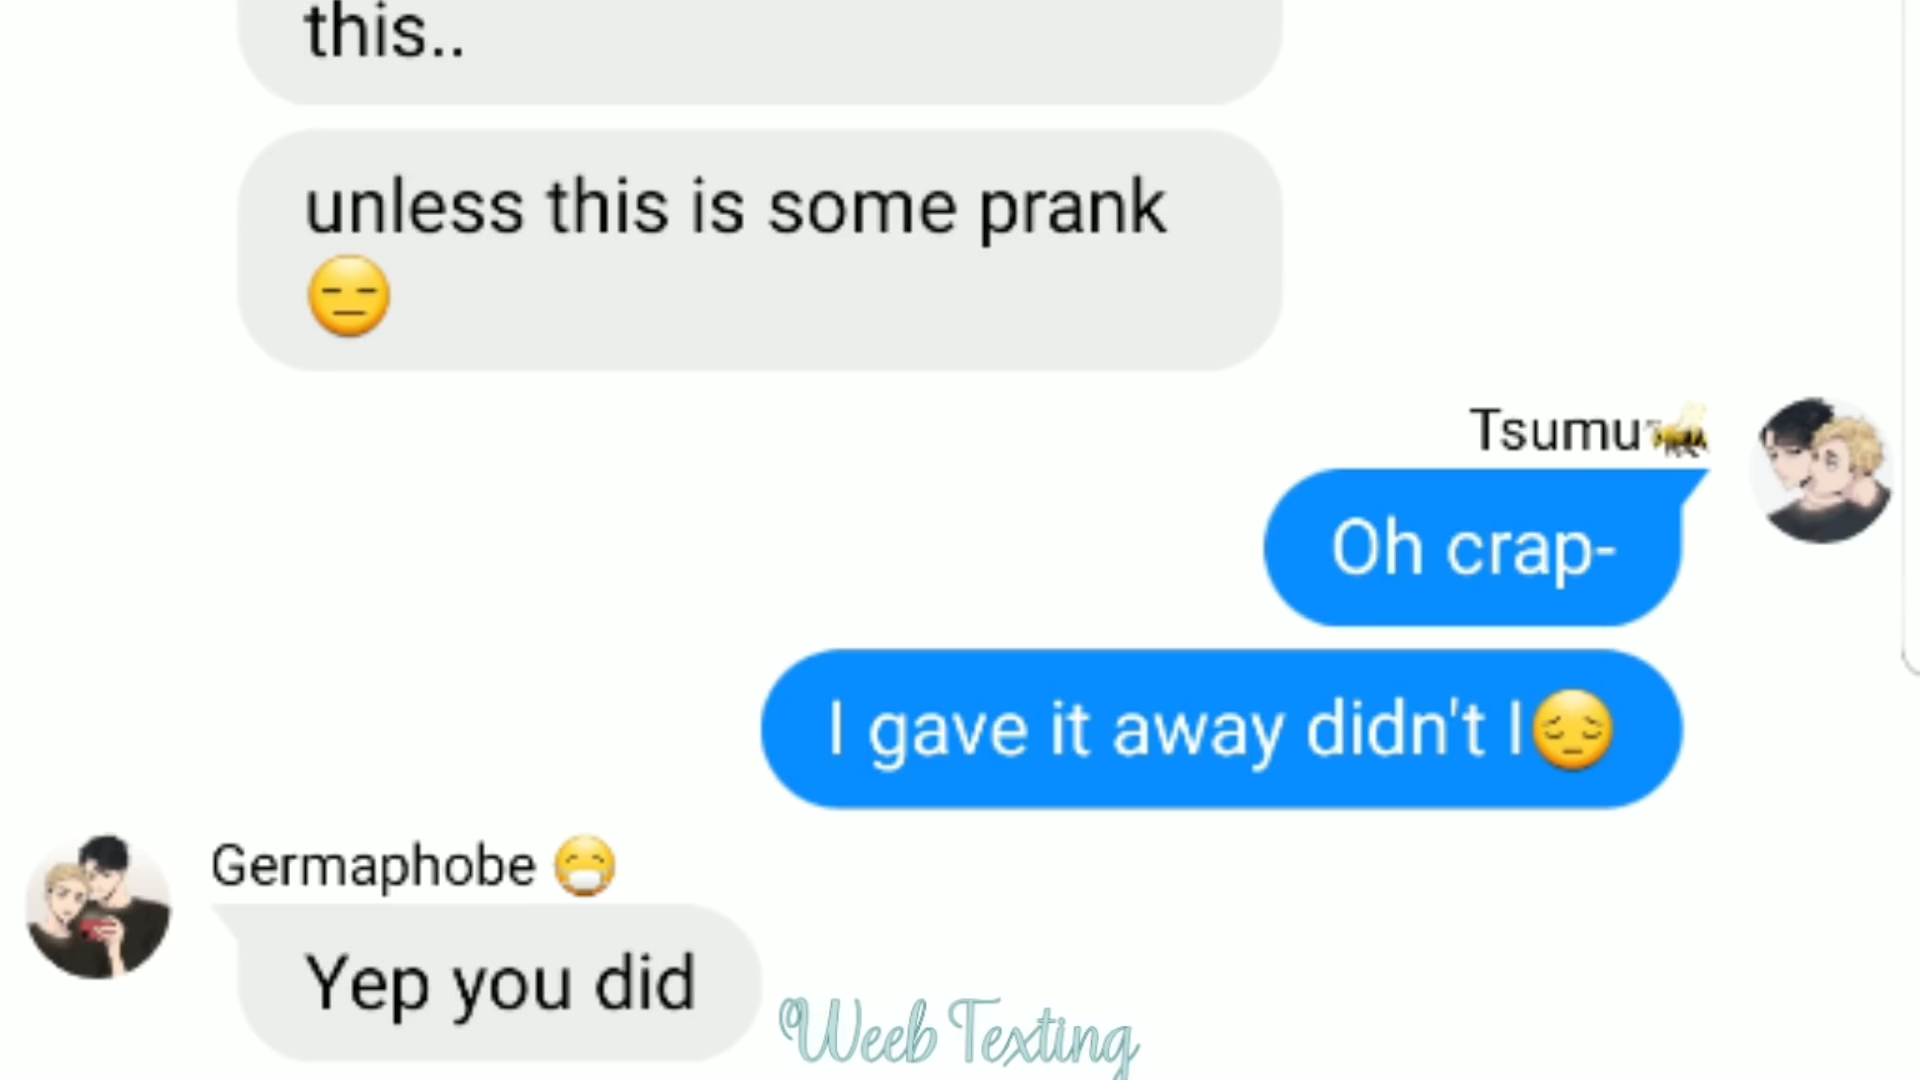 this..
unless this is some prank
😑
Tsumu🐝
Oh crap-
I gave it away didn't I😔
Germaphobe 😷
Yep you did
Weeb Texting